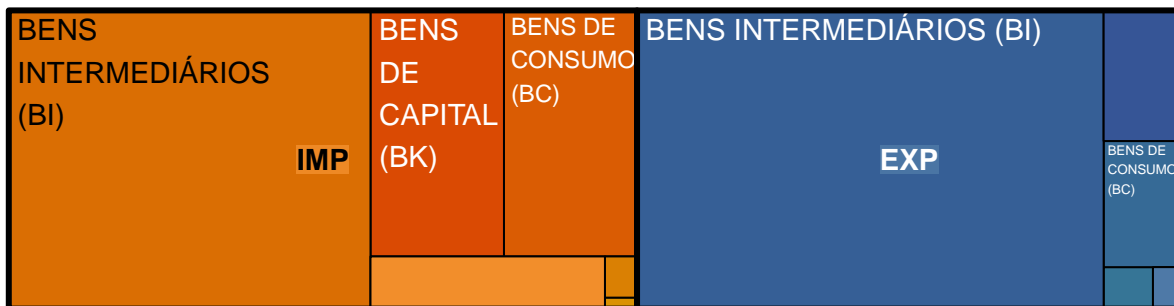 BENS
INTERMEDIÁRIOS
(BI)
IMP
BENS
DE
CAPITAL
(BK)
BENS DE
CONSUMO
(BC)
BENS INTERMEDIÁRIOS (BI)
EXP
BENS DE
CONSUMO
(BC)